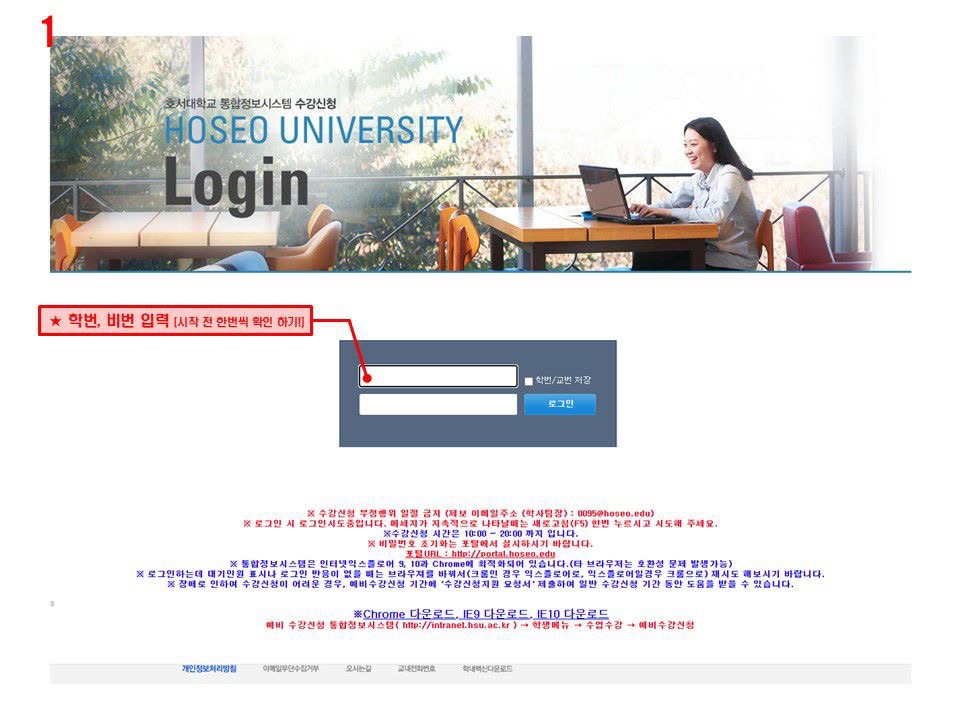 1
호서대학교 통합정보시스템 수강신청
HOSEO UNIVERSITY
Login
★ 학번, 비번 입력 [시작 전 한번씩 확인 하기!]
학번/교번 저장
로그인
※ 수강신청 부정행위 일절 금지 (제보 이메일주소 (학사팀장) : 0095@hoseo.edu)
※ 로그인 시 로그인시도중입니다. 메세지가 지속적으로 나타날때는 새로고침(F5) 한번 누르시고 시도해 주세요.
※수강신청 시간은 10:00 ~ 20:00 까지 입니다.
※ 비밀번호 초기화는 포탈에서 실시하시기 바랍니다.
포탈URL : http://portal.hoseo.edu
※ 통합정보시스템은 인터넷익스플로어 9, 10과 Chrome에 최적화되어 있습니다.(타 브라우져는 호환성 문제 발생가능)
※ 로그인하는데 대기인원 표시나 로그인 반응이 없을 때는 브라우져를 바꿔서(크롬인 경우 익스플로어로, 익스플로어일경우 크롬으로) 재시도 해보시기 바랍니다.
※ 장애로 인하여 수강신청이 어려운 경우, 예비수강신청 기간에 '수강신청지원 요청서' 제출하여 일반 수강신청 기간 동안 도움을 받을 수 있습니다.
s
※Chrome 다운로드, IE9 다운로드, IE10 다운로드
예비 수강신청 통합정보시스템( http://intranet.hsu.ac.kr ) → 학생메뉴 → 수업수강 → 예비수강신청
개인정보처리방침 이메일무단수집거부 오시는길 교내전화번호 학내백신다운로드